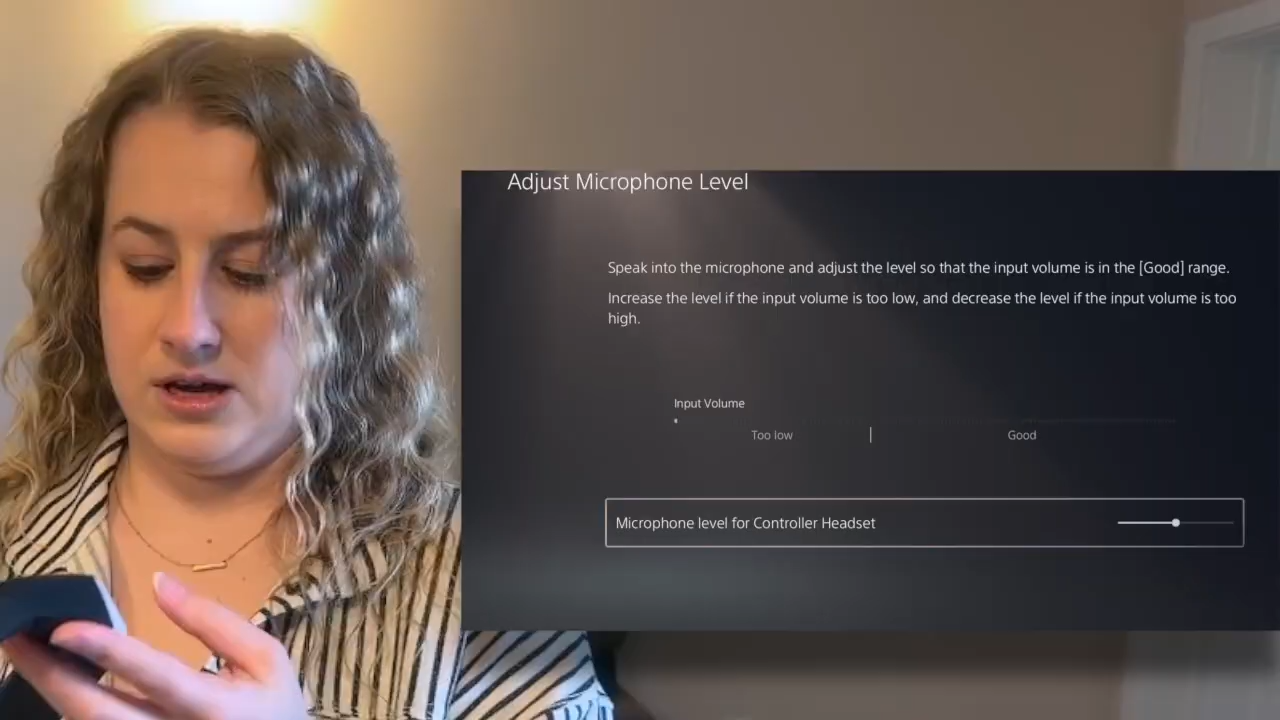 Adjust Microphone Level
Speak into the microphone and adjust the level so that the input volume is in the [Good] range.
Increase the level if the input volume is too low, and decrease the level if the input volume is too
high.
Input Volume
Too low
Good
Microphone level for Controller Headset